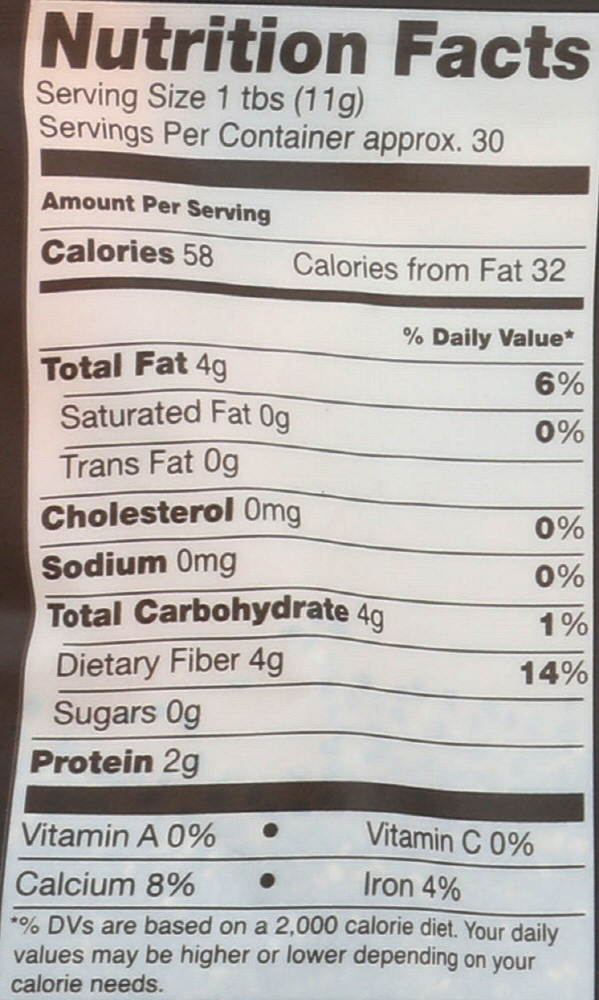 Nutrition Facts
Serving Size 1 tbs (11g)
Servings Per Container approx. 30
Amount Per Serving
Calories 58 Calories from Fat 32
% Daily Value*
Total Fat 4g 6%
Saturated Fat 0g 0%
Trans Fat 0g
Cholesterol 0mg 0%
Sodium 0mg 0%
Total Carbohydrate 4g 1%
Dietary Fiber 4g 14%
Sugars 0g
Protein 2g
Vitamin A 0% • Vitamin C 0%
Calcium 8% • Iron 4%
*% DVs are based on a 2,000 calorie diet. Your daily
values may be higher or lower depending on your
calorie needs.